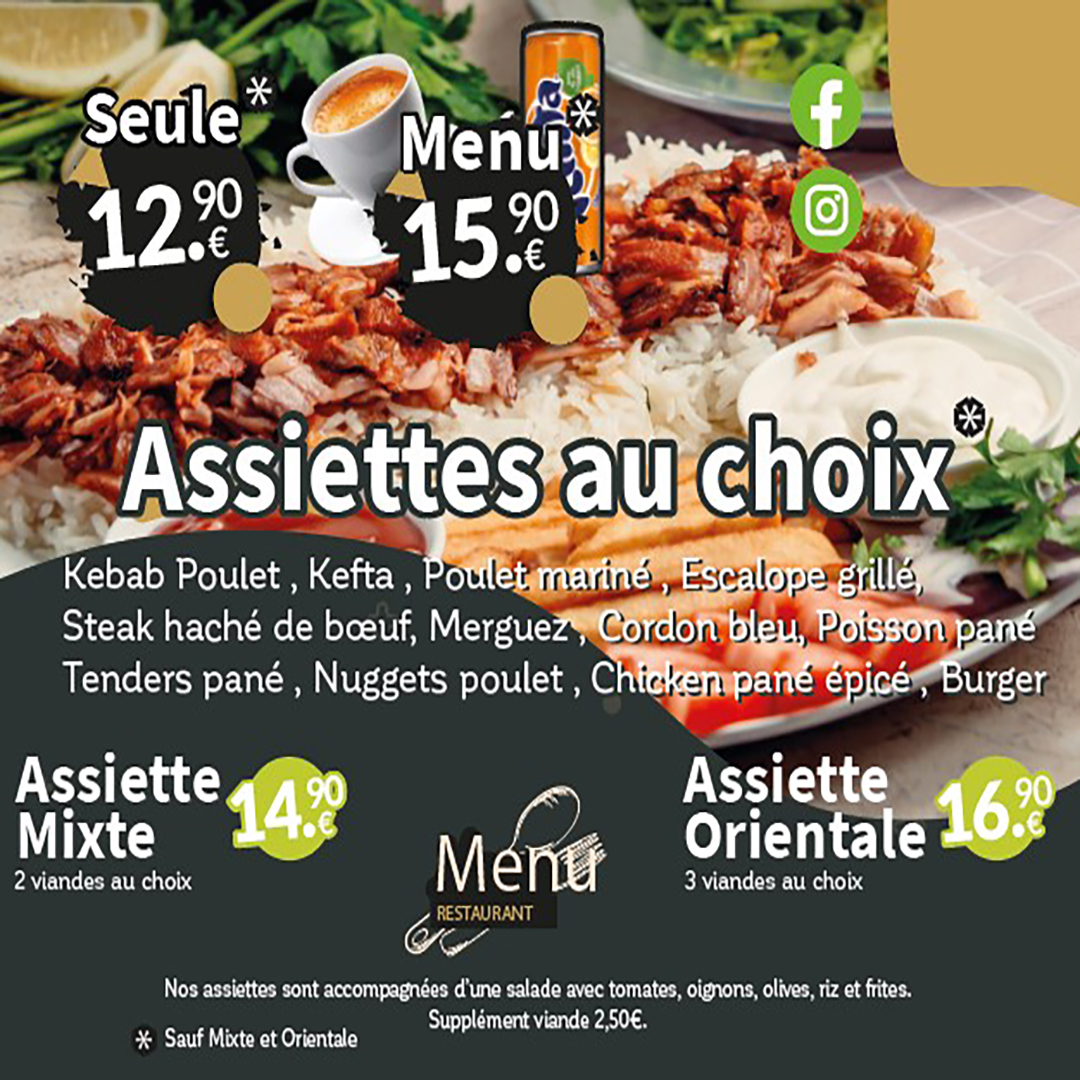 Seule*
12.90€
Menu*
15.90€
Assiettes au choix*
Kebab Poulet , Kefta , Poulet mariné , Escalope grillé,
Steak haché de bœuf, Merguez , Cordon bleu, Poisson pané
Tenders pané , Nuggets poulet , Chicken pané épicé , Burger
Assiette
Mixte
14.90€
2 viandes au choix
Menu
RESTAURANT
Assiette
Orientale
16.90€
3 viandes au choix
Nos assiettes sont accompagnées d'une salade avec tomates, oignons, olives, riz et frites.
Supplément viande 2,50€.
* Sauf Mixte et Orientale